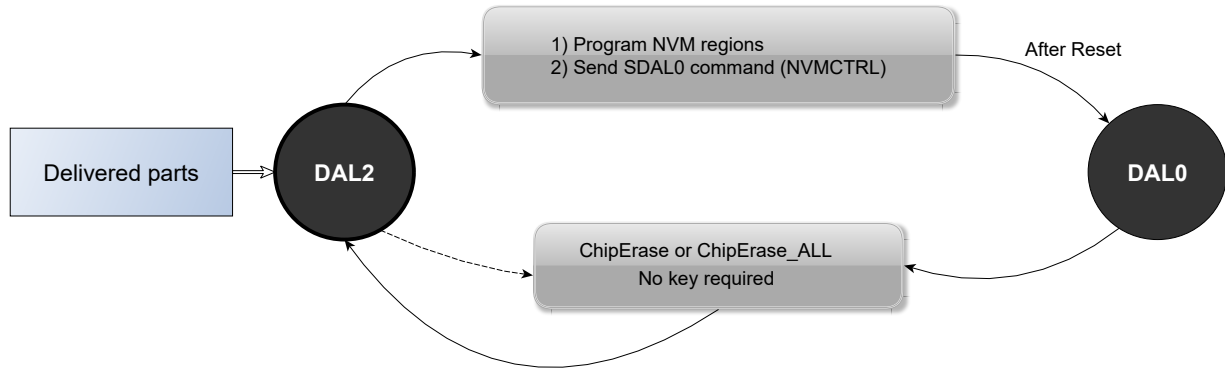 1) Program NVM regions
2) Send SDAL0 command (NVMCTRL)
After Reset
Delivered parts
DAL2
DAL0
ChipErase or ChipErase_ALL
No key required